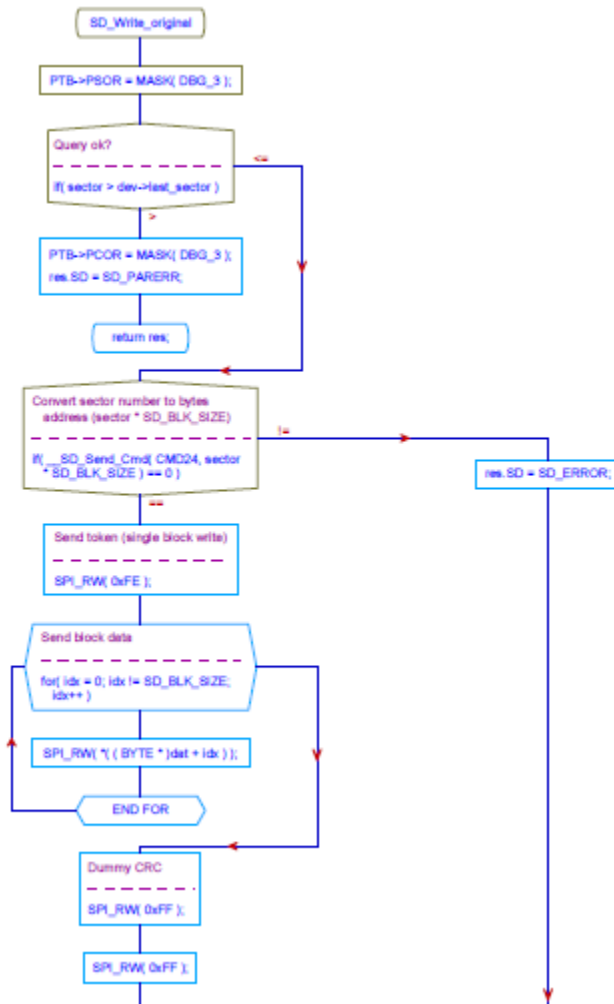 SD_Write_original
PTB->PSOR = MASK( DBG_3 );
Query ok?
<=
if( sector > dev->last_sector )
>
PTB->PCOR = MASK( DBG_3 );
res.SD = SD_PARERR;
return res;
Convert sector number to bytes
address (sector * SD_BLK_SIZE)
!=
if( __SD_Send_Cmd( CMD24, sector
* SD_BLK_SIZE ) == 0 )
res.SD = SD_ERROR;
==
Send token (single block write)
SPI_RW( 0xFE );
Send block data
for( idx = 0; idx != SD_BLK_SIZE;
idx++ )
SPI_RW( *( ( BYTE * )dat + idx ) );
END FOR
Dummy CRC
SPI_RW( 0xFF );
SPI_RW( 0xFF );